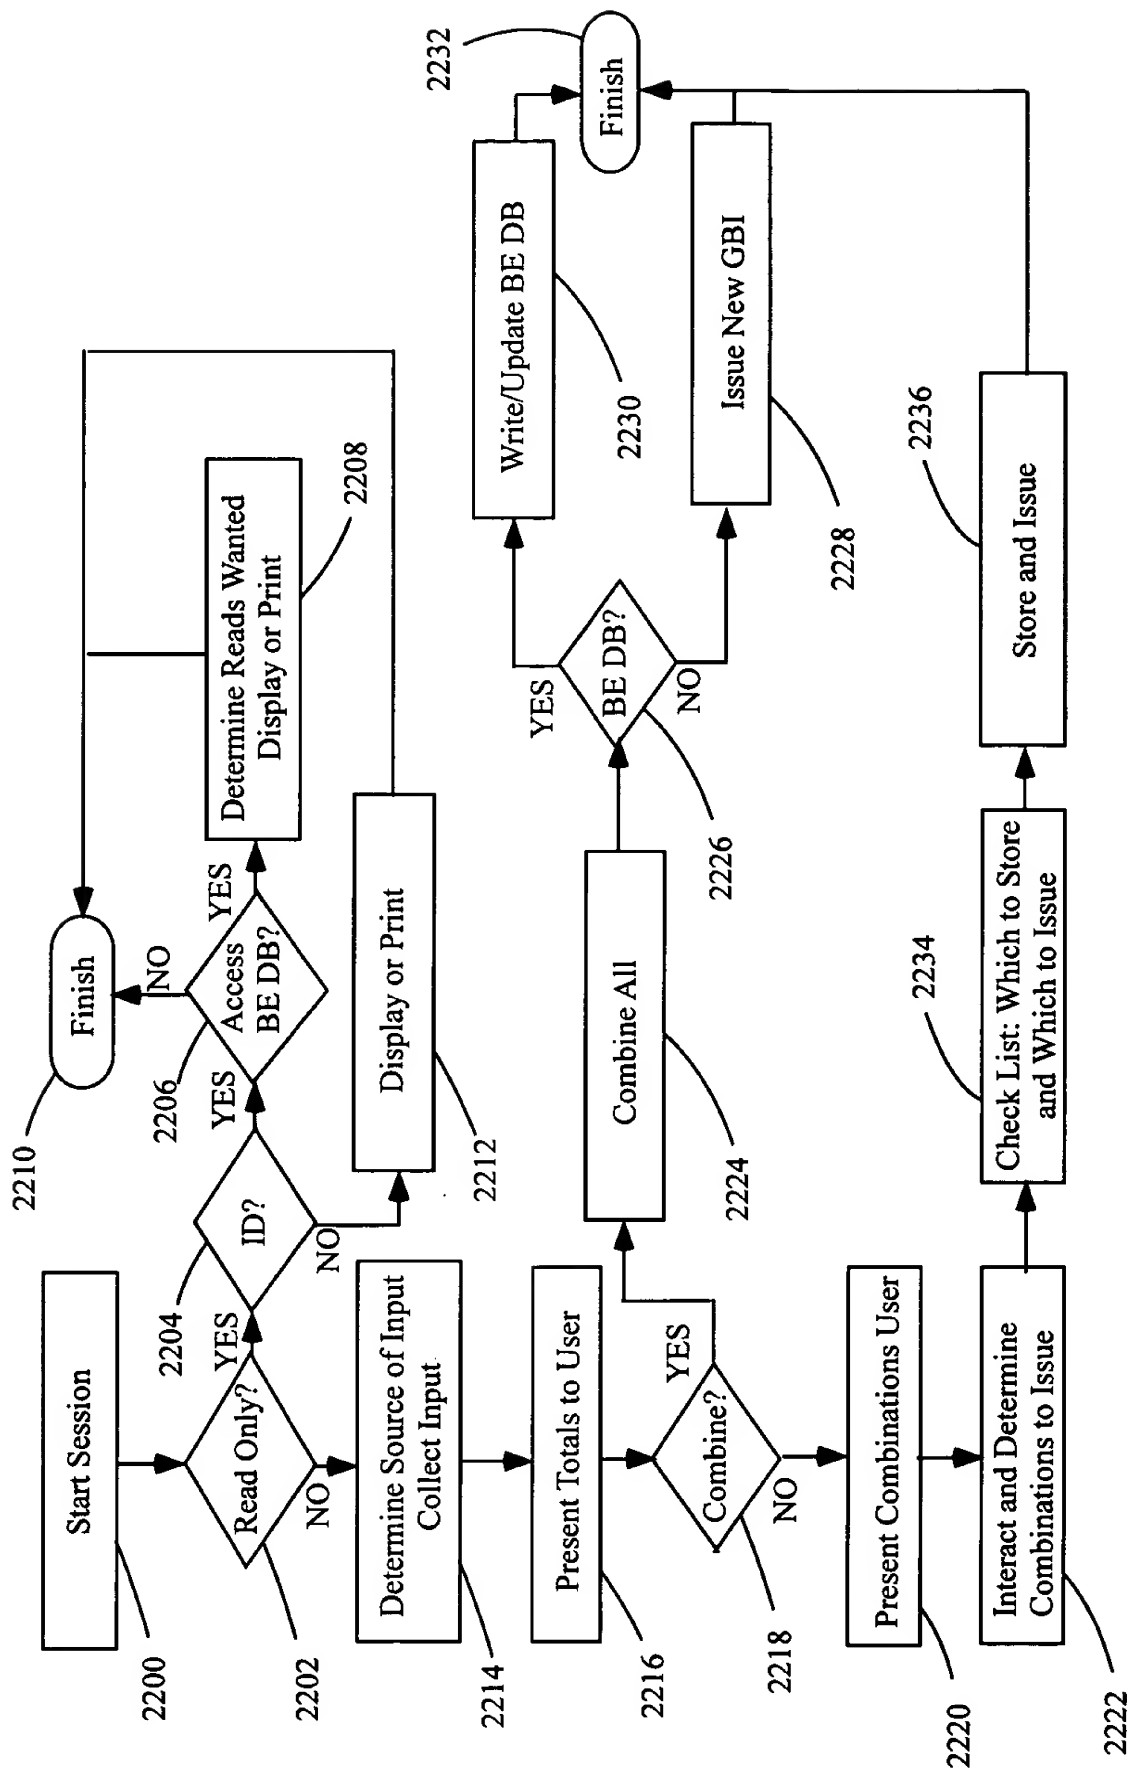 Start Session
2200
Read Only?
2202
YES
NO
ID?
2204
YES
NO
Access
BE DB?
2206
YES
NO
Determine Reads Wanted
Display or Print
2208
Finish
2210
Display or Print
2212
Determine Source of Input
Collect Input
2214
Present Totals to User
2216
Combine?
2218
YES
NO
Combine All
2224
BE DB?
2226
YES
NO
Write/Update BE DB
2230
Issue New GBI
2228
Finish
2232
Present Combinations User
2220
Interact and Determine
Combinations to Issue
2222
Check List: Which to Store
and Which to Issue
2234
Store and Issue
2236